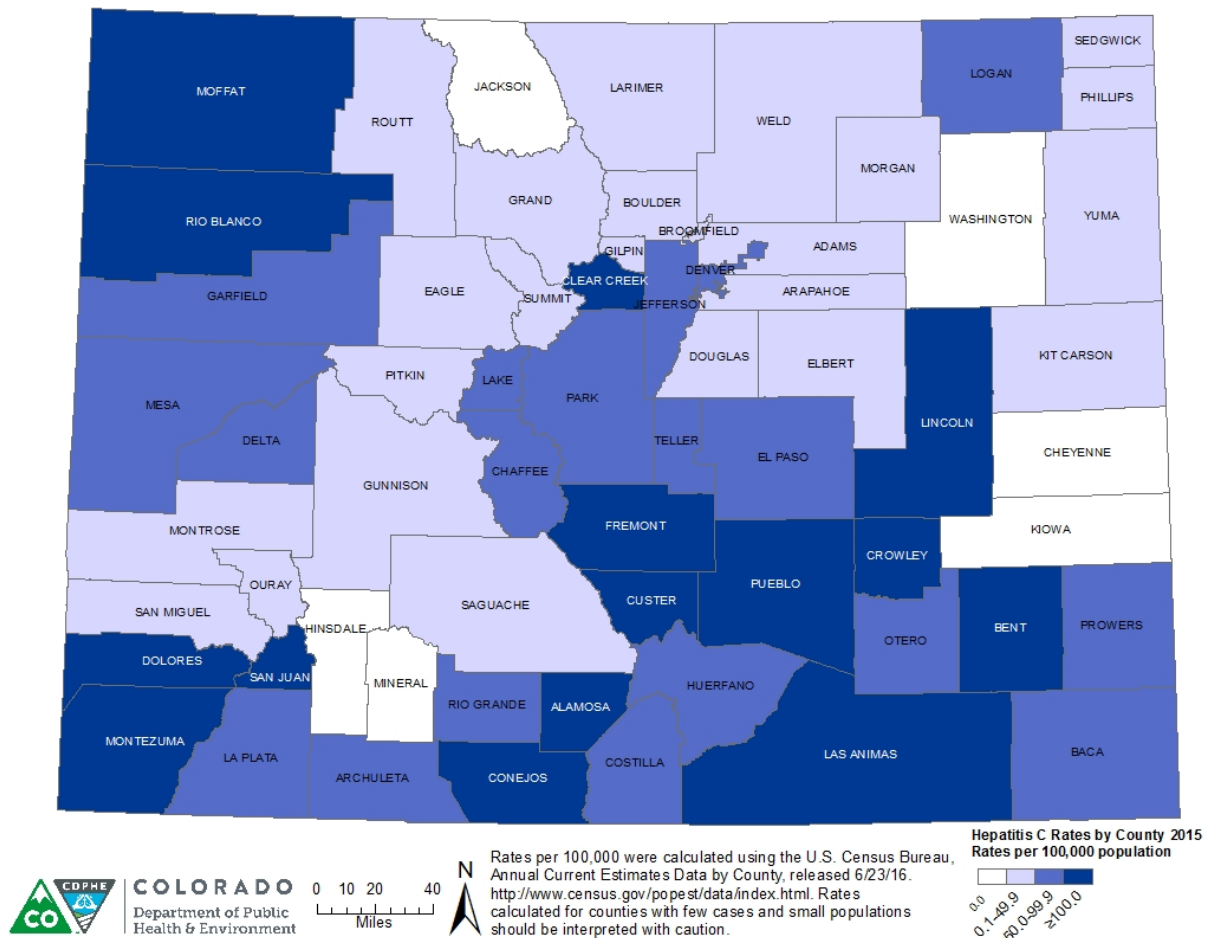 SEDGWICK
LOGAN
JACKSON
LARIMER
MOFFAT
PHILLIPS
ROUTT
WELD
MORGAN
GRAND
BOULDER
WASHINGTON
YUMA
RIO BLANCO
BROOMFIELD
GILPIN
ADAMS
DENVER
CLEAR CREEK
EAGLE
ARAPAHOE
GARFIELD
SUMMIT
JEFFERSON
DOUGLAS
ELBERT
KIT CARSON
PITKIN
LAKE
PARK
MESA
LINCOLN
DELTA
TELLER
CHEYENNE
EL PASO
CHAFFEE
GUNNISON
FREMONT
MONTROSE
KIOWA
CROWLEY
OURAY
PUEBLO
CUSTER
SAGUACHE
SAN MIGUEL
HINSDALE
BENT
PROWERS
OTERO
DOLORES
SAN JUAN
MINERAL
HUERFANO
RIO GRANDE
ALAMOSA
MONTEZUMA
LAS ANIMAS
BACA
LA PLATA
COSTILLA
ARCHULETA
CONEJOS
Hepatitis C Rates by County 2015
Rates per 100,000 population
0.0
0.1-49.9
50.0-99.9
≥100.0
CO
CDPHE
COLORADO
Department of Public
Health & Environment
0 10 20 40
Miles
N
Rates per 100,000 were calculated using the U.S. Census Bureau,
Annual Current Estimates Data by County, released 6/23/16.
http://www.census.gov/popest/data/index.html. Rates
calculated for counties with few cases and small populations
should be interpreted with caution.